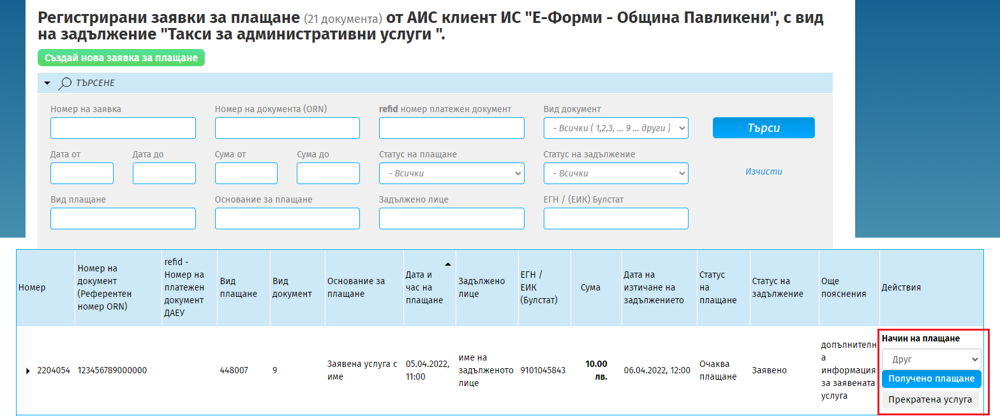 Регистрирани заявки за плащане (21 документа) от АИС клиент ИС "Е-Форми - Община Павликени", с вид
на задължение "Такси за административни услуги ".
Създай нова заявка за плащане
ТЪРСЕНЕ
Номер на заявка
Номер на документа (ORN)
refid номер платежен документ
Вид документ
- Всички ( 1,2,3, ... 9 ... други )
Търси
Дата от
Дата до
Сума от
Сума до
Статус на плащане
Статус на задължение
- Всички
- Всички
Изчисти
Вид плащане
Основание за плащане
Задължено лице
ЕГН / (ЕИК) Булстат
Номер
Номер на
документ
(Референтен
номер ORN)
refid -
Номер на
платежен
документ
ДАЕУ
Вид
плащане
Вид
документ
Основание за
плащане
Дата и
час на
плащане
Задължено
лице
ЕГН /
ЕИК
(Булстат)
Сума
Дата на
изтичане на
задължението
Статус
на
плащане
Статус на
задължение
Още
пояснения
Действия
2204054
123456789000000
448007
9
Заявена услуга с
име
05.04.2022,
11:00
име на
задълженото
лице
9101045843
10.00
лв.
06.04.2022, 12:00
Очаква
плащане
Заявено
допълнителн
а
информация
за заявената
услуга
Начин на плащане
Друг
Получено плащане
Прекратена услуга